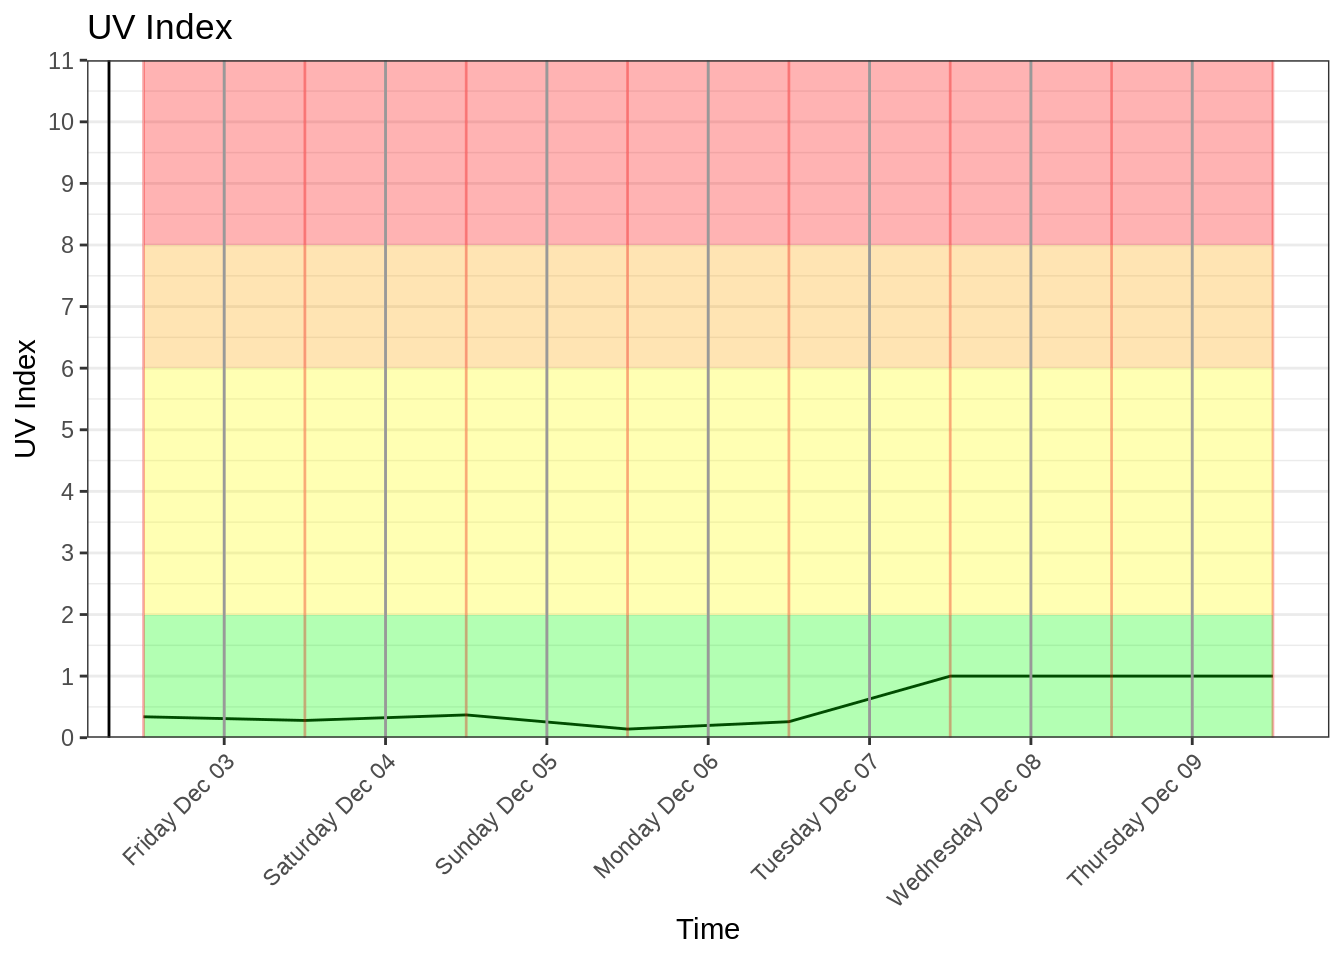 UV Index
11
10
9
8
7
6
5
4
3
2
1
0
UV Index
Friday Dec 03
Saturday Dec 04
Sunday Dec 05
Monday Dec 06
Tuesday Dec 07
Wednesday Dec 08
Thursday Dec 09
Time